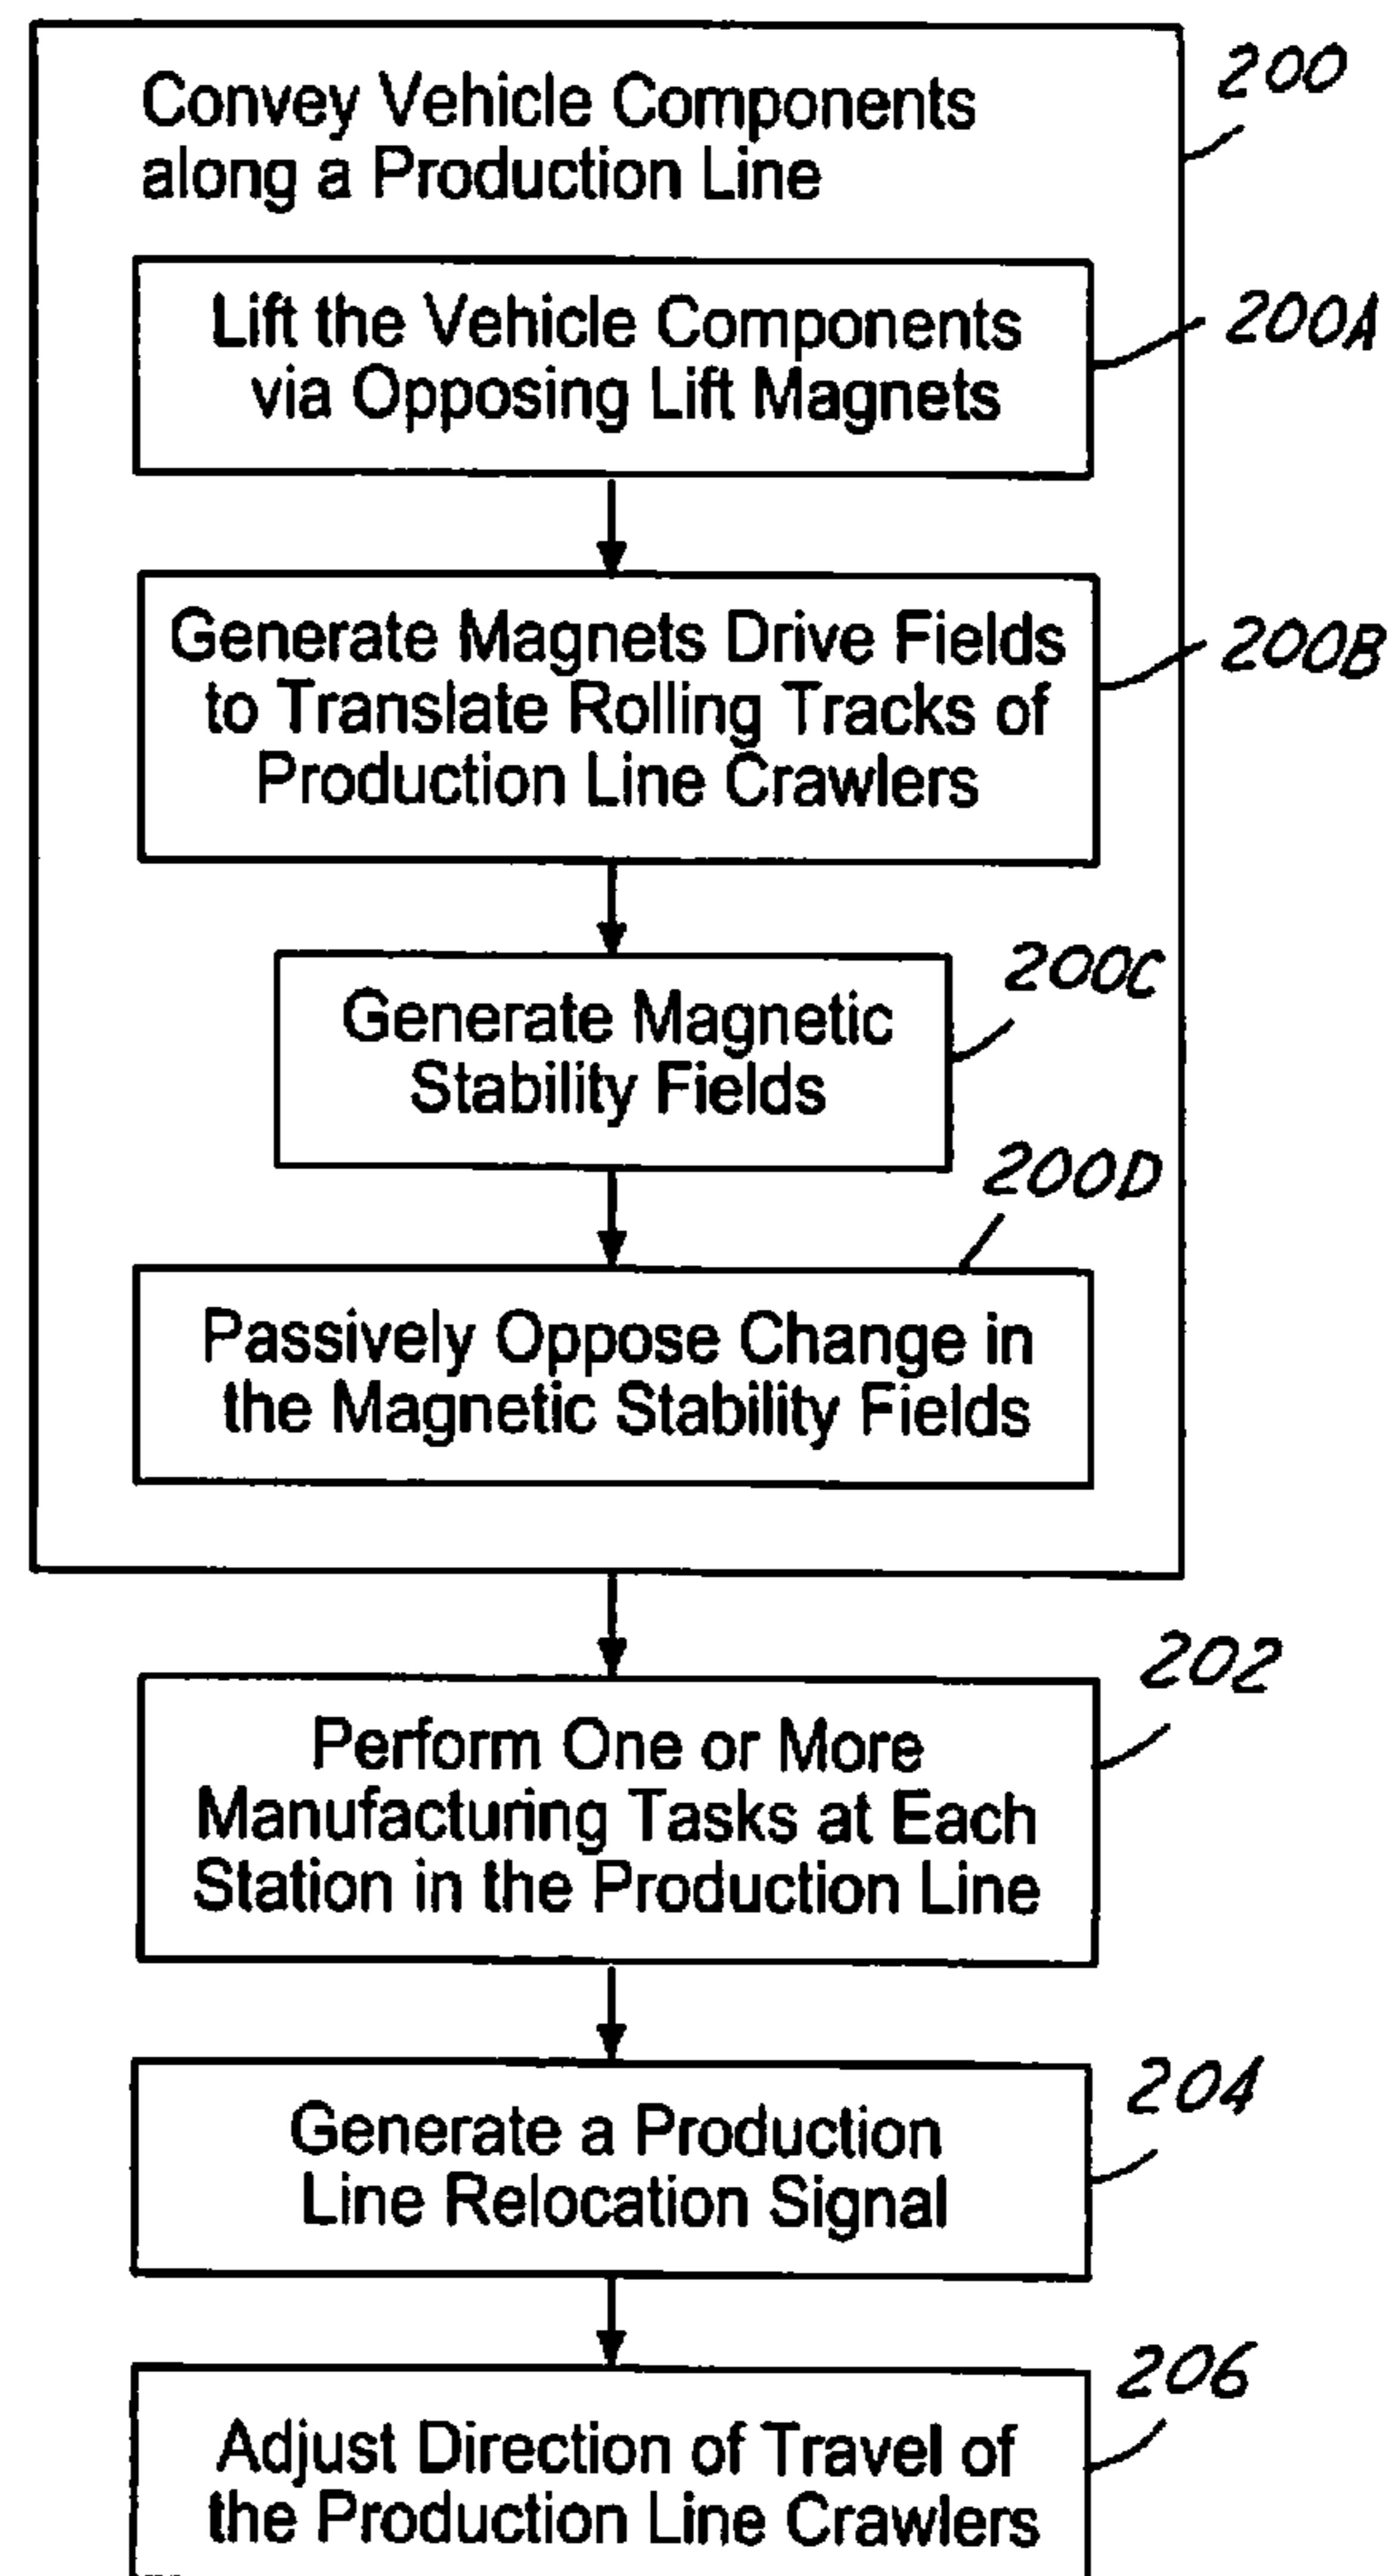 Convey Vehicle Components
along a Production Line
200
Lift the Vehicle Components
via Opposing Lift Magnets
200A
Generate Magnets Drive Fields
to Translate Rolling Tracks of
Production Line Crawlers
200B
Generate Magnetic
Stability Fields
200C
200D
Passively Oppose Change in
the Magnetic Stability Fields
202
Perform One or More
Manufacturing Tasks at Each
Station in the Production Line
204
Generate a Production
Line Relocation Signal
206
Adjust Direction of Travel of
the Production Line Crawlers